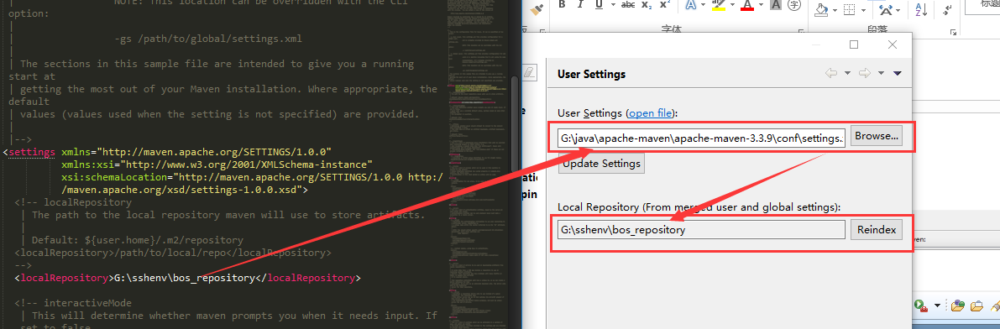 NOTE: This location can be overridden with the CLI
option:
|
| -gs /path/to/global/settings.xml
|
| The sections in this sample file are intended to give you a running
start at
| getting the most out of your Maven installation. Where appropriate, the
default
| values (values used when the setting is not specified) are provided.
|
|-->
<settings xmlns="http://maven.apache.org/SETTINGS/1.0.0"
xmlns:xsi="http://www.w3.org/2001/XMLSchema-instance"
xsi:schemaLocation="http://maven.apache.org/SETTINGS/1.0.0 http:/
/maven.apache.org/xsd/settings-1.0.0.xsd">
<!-- localRepository
| The path to the local repository maven will use to store artifacts.
|
| Default: ${user.home}/.m2/repository
<localRepository>/path/to/local/repo</localRepository>
-->
<localRepository>G:\sshenv\bos_repository</localRepository>
<!-- interactiveMode
| This will determine whether maven prompts you when it needs input. If
set to false,
B I U abc x₂ x²
字体
段落
标题
User Settings
User Settings (open file):
G:\java\apache-maven\apache-maven-3.3.9\conf\settings.
Browse...
Update Settings
Local Repository (From merged user and global settings):
G:\sshenv\bos_repository
Reindex